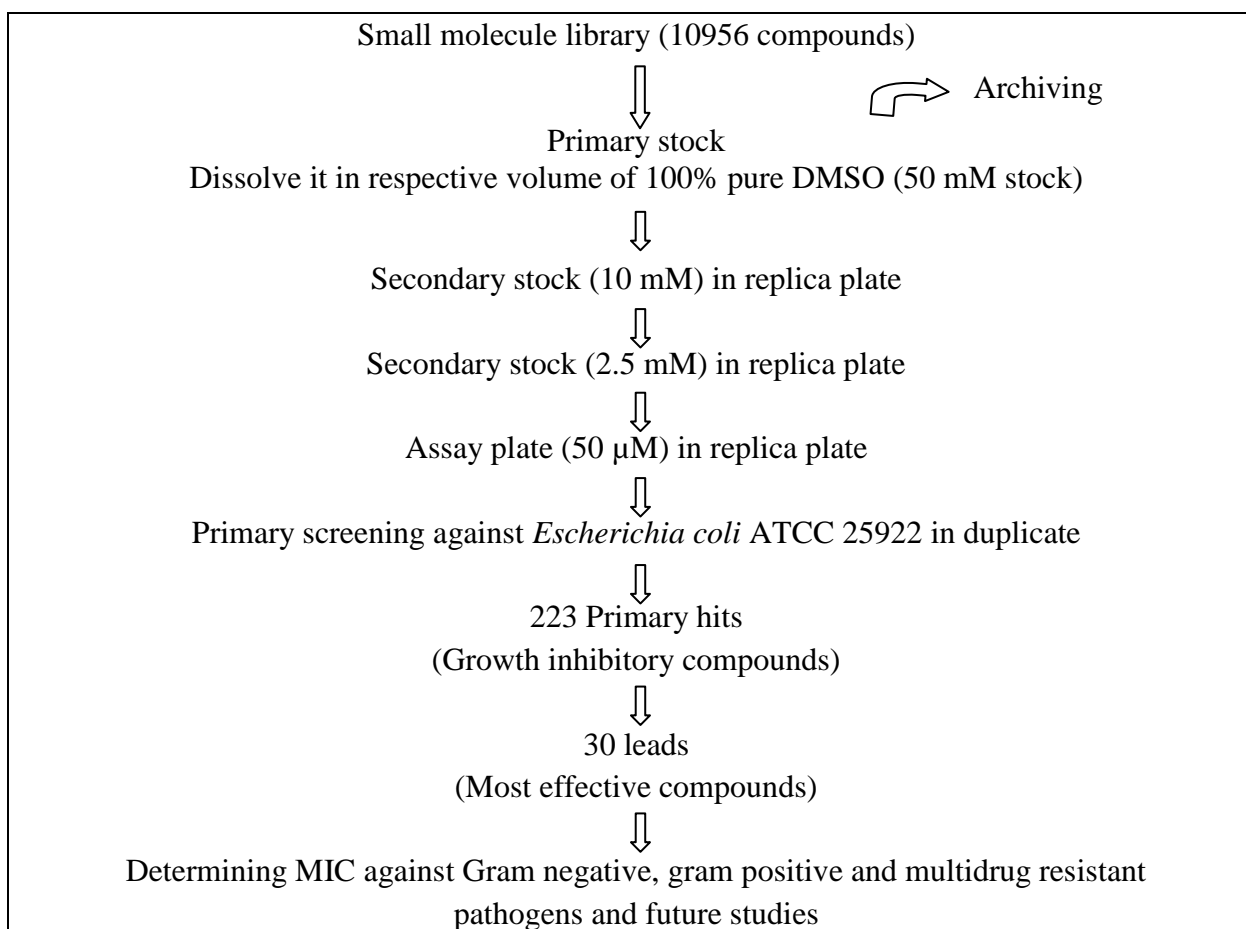 Small molecule library (10956 compounds)
Archiving
Primary stock
Dissolve it in respective volume of 100% pure DMSO (50 mM stock)
Secondary stock (10 mM) in replica plate
Secondary stock (2.5 mM) in replica plate
Assay plate (50 µM) in replica plate
Primary screening against Escherichia coli ATCC 25922 in duplicate
223 Primary hits
(Growth inhibitory compounds)
30 leads
(Most effective compounds)
Determining MIC against Gram negative, gram positive and multidrug resistant
pathogens and future studies